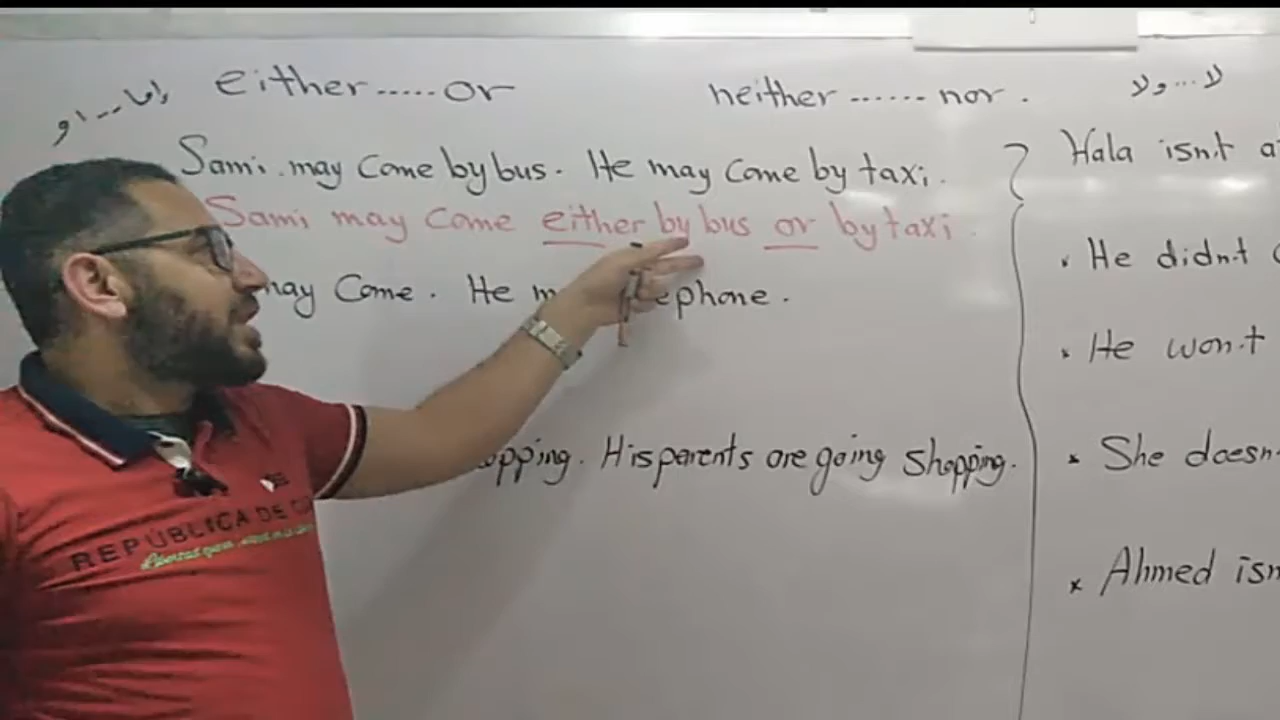 إما...او either.....or neither ...... nor . لا...ولا
Sami may come by bus. He may come by taxi.
Sami may come either by bus or by taxi.
may come. He phone.
opping. His parents are going shopping.
Hala isn't a
He didn't
He won't
She doesn
Ahmed isn
REPÚBLICA DE